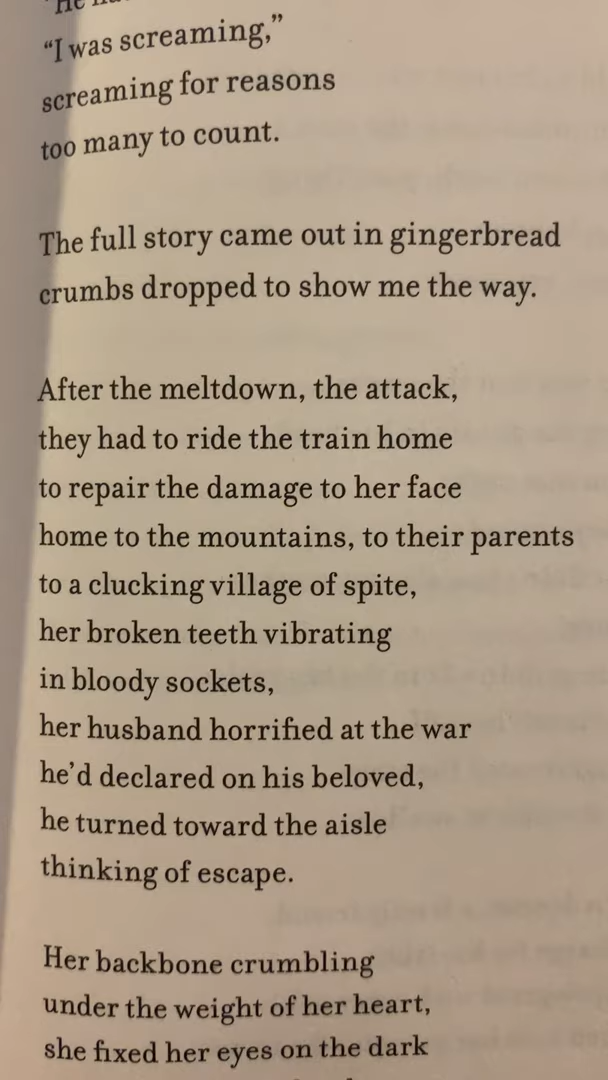 "He
"I was screaming,"
screaming for reasons
too many to count.
The full story came out in gingerbread
crumbs dropped to show me the way.
After the meltdown, the attack,
they had to ride the train home
to repair the damage to her face
home to the mountains, to their parents
to a clucking village of spite,
her broken teeth vibrating
in bloody sockets,
her husband horrified at the war
he'd declared on his beloved,
he turned toward the aisle
thinking of escape.
Her backbone crumbling
under the weight of her heart,
she fixed her eyes on the dark